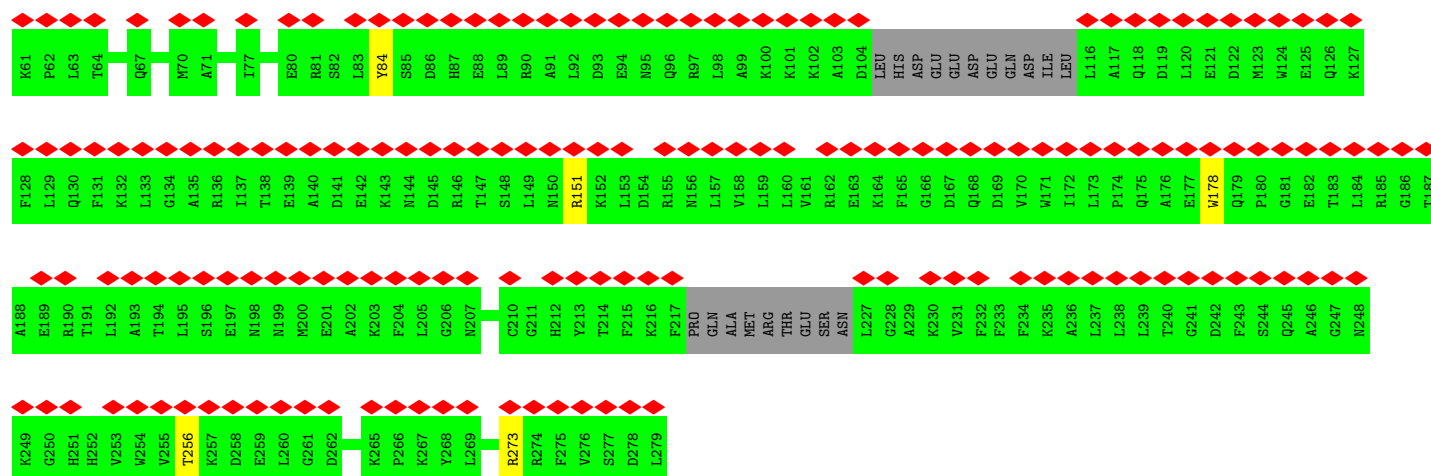 K61 P62 L63 T64 Q67 M70 A71 I77 E80 R81 S82 L83 Y84 S85 D86 H87 E88 L89 R90 A91 L92 D93 E94 N95 Q96 R97 L98 A99 K100 K101 K102 A103 D104 LEU HIS ASP GLU GLU ASP GLU GLN ASP ILE LEU L116 A117 Q118 D119 L120 E121 D122 M123 W124 E125 Q126 K127
F128 L129 Q130 F131 K132 L133 G134 A135 R136 I137 T138 E139 A140 D141 E142 K143 N144 D145 R146 T147 S148 L149 N150 R151 K152 L153 D154 R155 N156 L157 V158 L159 L160 V161 R162 E163 K164 F165 G166 D167 Q168 D169 V170 W171 I172 L173 P174 Q175 A176 E177 W178 Q179 P180 G181 E182 T183 L184 R185 G186 T187
A188 E189 R190 T191 L192 A193 T194 L195 S196 E197 N198 N199 M200 E201 A202 K203 F204 L205 G206 N207 C210 G211 H212 Y213 T214 F215 K216 F217 PRO GLN ALA MET ARG THR GLU SER ASN L227 G228 A229 K230 V231 F232 F233 F234 K235 A236 L237 L238 L239 T240 G241 D242 F243 S244 Q245 A246 G247 N248
K249 G250 H251 H252 V253 W254 V255 T256 K257 D258 E259 L260 G261 D262 K265 P266 K267 Y268 L269 R273 R274 F275 V276 S277 D278 L279